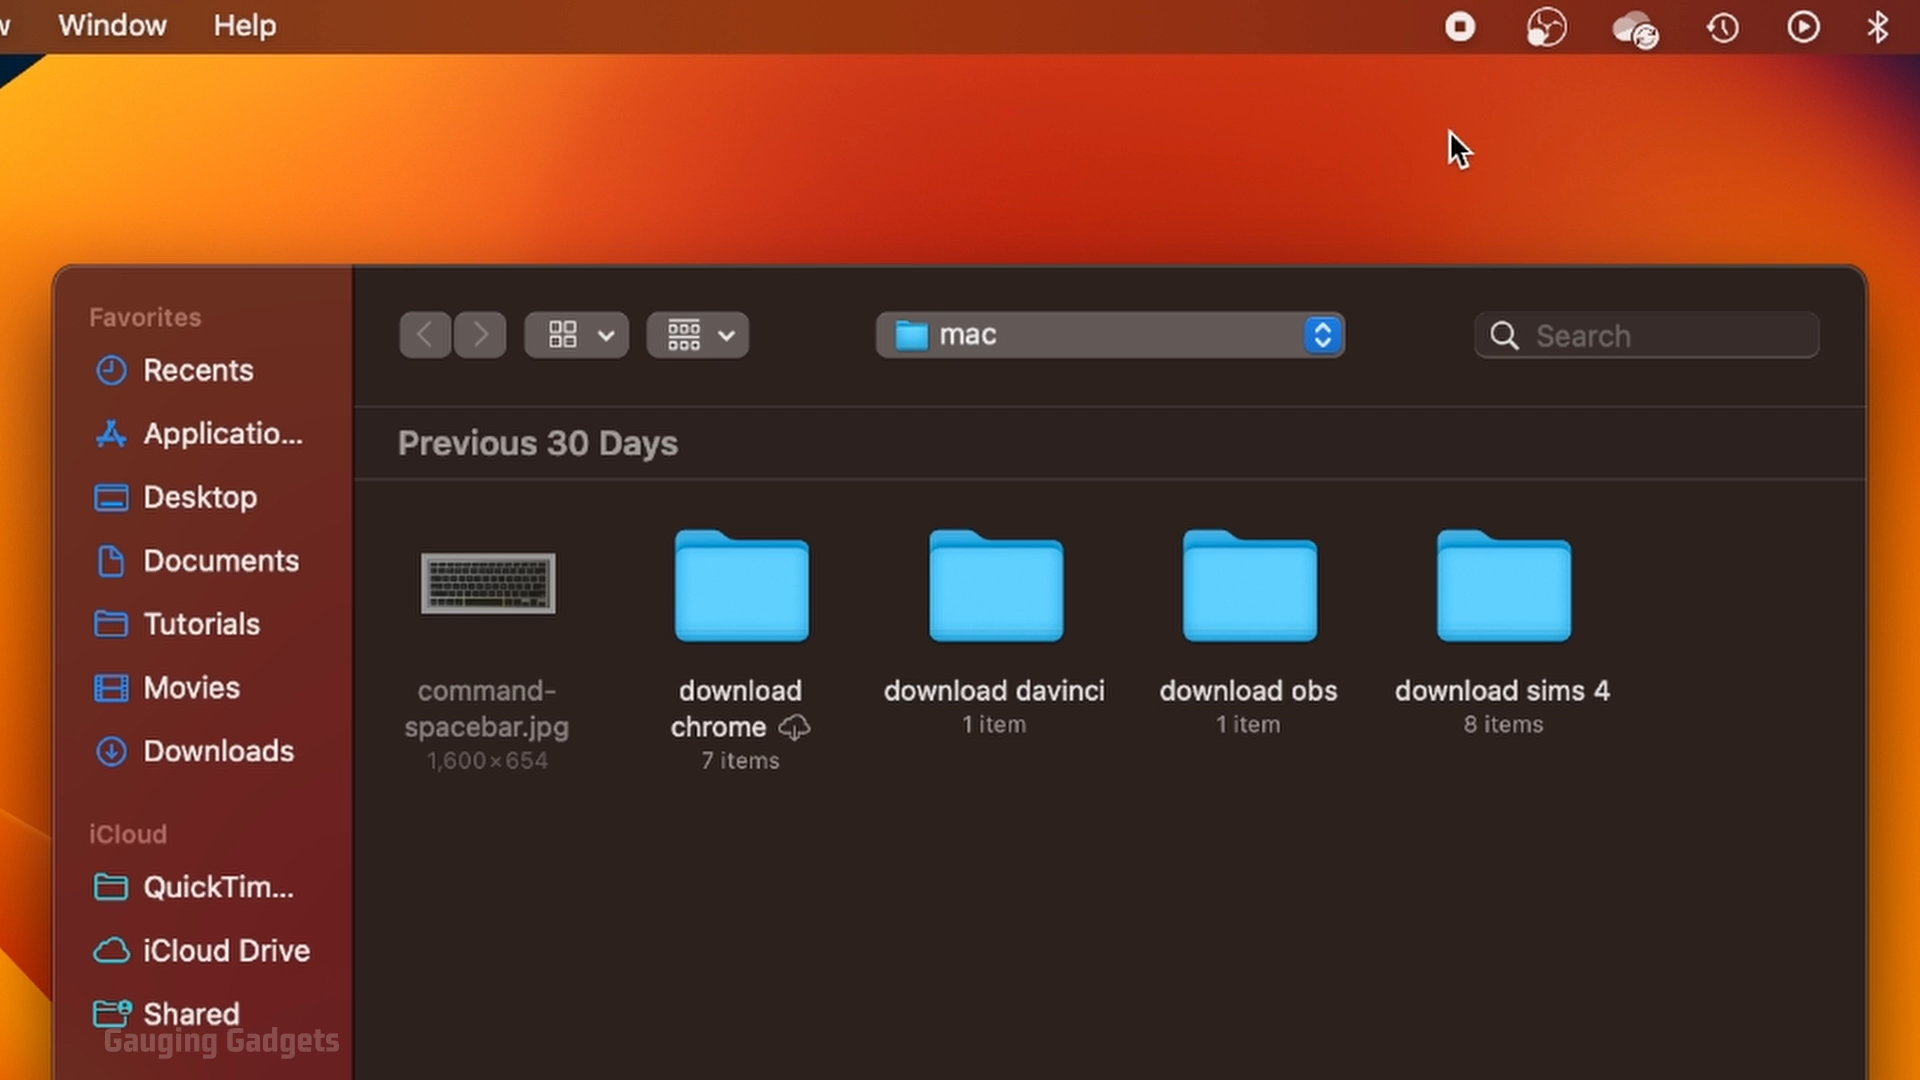 Window Help
Favorites
Recents
Applicatio...
Desktop
Documents
Tutorials
Movies
Downloads
iCloud
QuickTim...
iCloud Drive
Shared
Gauging Gadgets
mac
Search
Previous 30 Days
command-
spacebar.jpg
1,600×654
download
chrome
7 items
download davinci
1 item
download obs
1 item
download sims 4
8 items